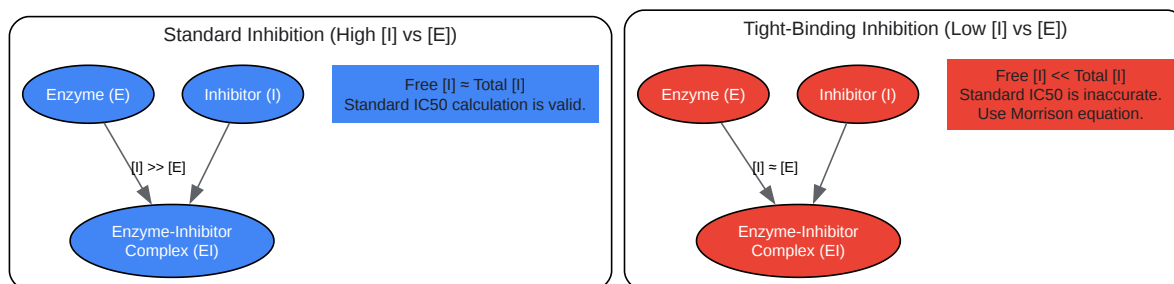 Standard Inhibition (High [I] vs [E])
Enzyme (E)
Inhibitor (I)
Free [I] ≈ Total [I]
Standard IC50 calculation is valid.
[I] >> [E]
Enzyme-Inhibitor
Complex (EI)
Tight-Binding Inhibition (Low [I] vs [E])
Enzyme (E)
Inhibitor (I)
Free [I] << Total [I]
Standard IC50 is inaccurate.
Use Morrison equation.
[I] ≈ [E]
Enzyme-Inhibitor
Complex (EI)